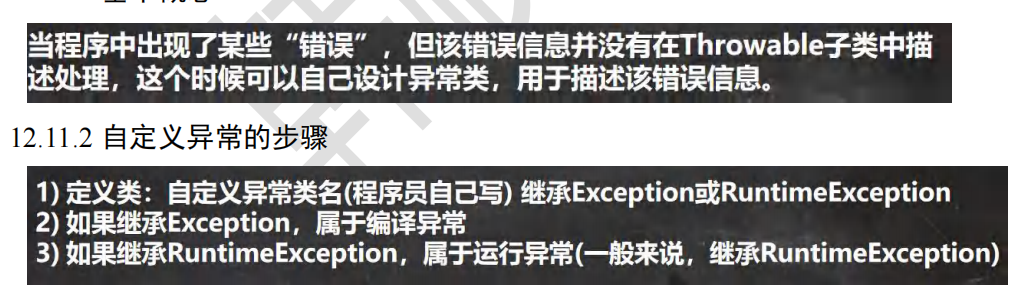 当程序中出现了某些“错误”，但该错误信息并没有在Throwable子类中描
述处理，这个时候可以自己设计异常类，用于描述该错误信息。
12.11.2 自定义异常的步骤
1) 定义类：自定义异常类名(程序员自己写) 继承Exception或RuntimeException
2) 如果继承Exception，属于编译异常
3) 如果继承RuntimeException，属于运行异常(一般来说，继承RuntimeException)